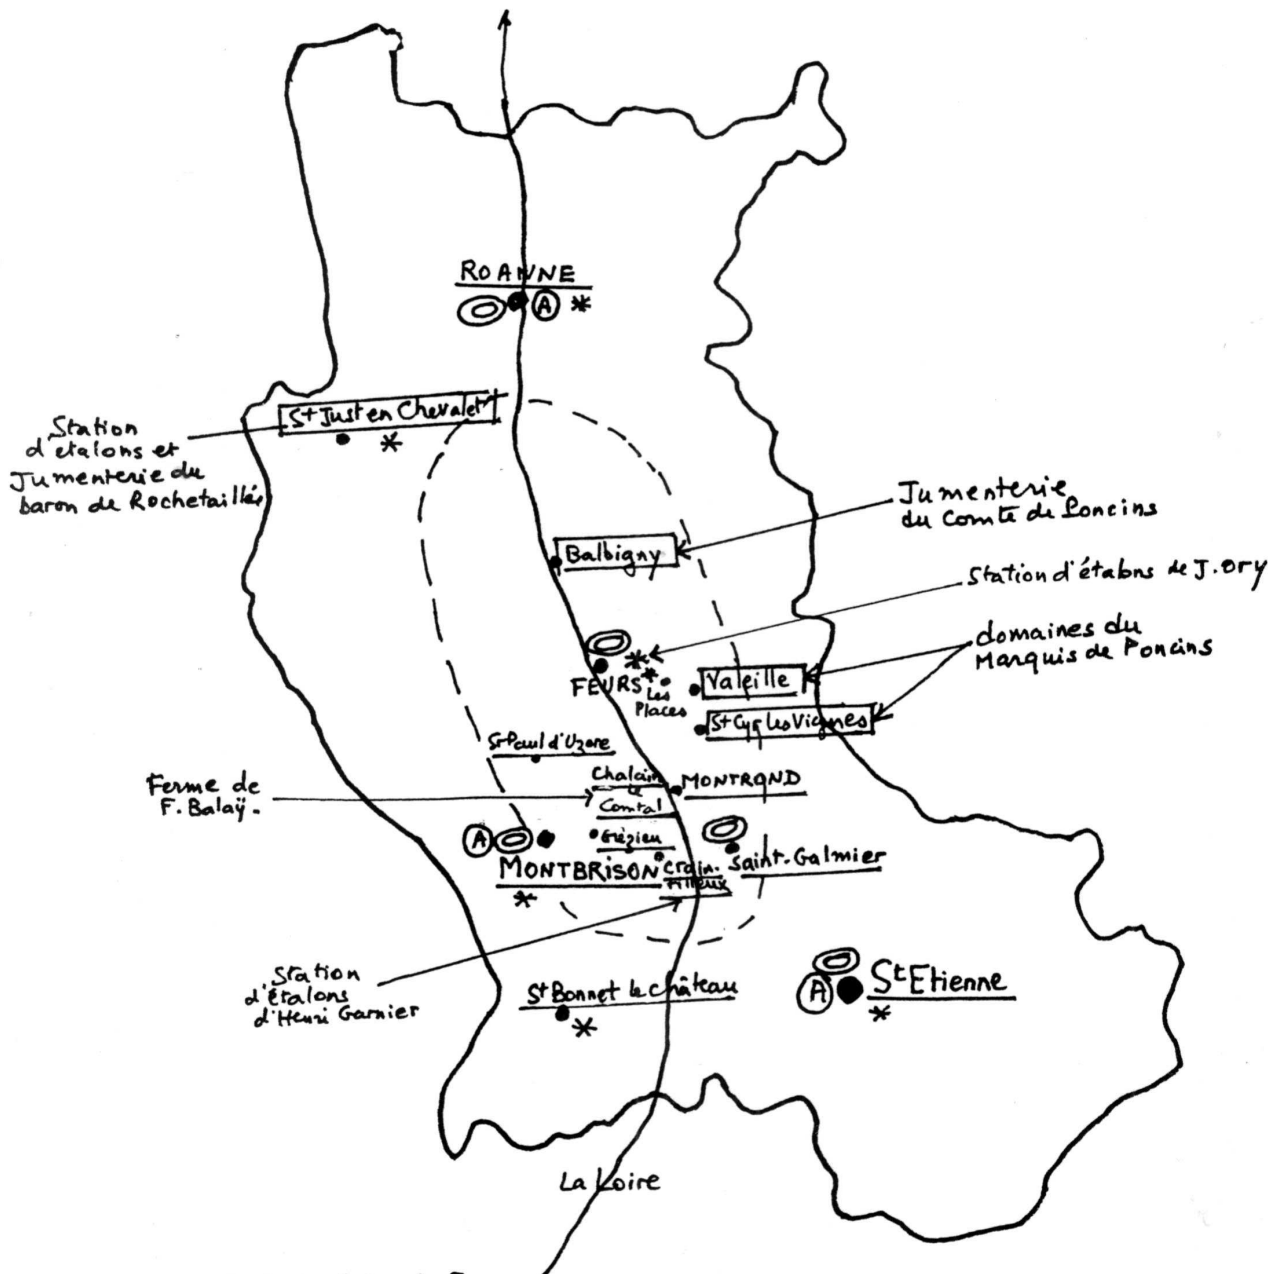 ROANNE
A
St Just en Chevalet
Station
d'étalons et
Jumenterie du
baron de Rochetaillée
Jumenterie
du Comte de Poncins
Balbigny
Station d'étalons de J. Ory
domaines du
Marquis de Poncins
FEURS
Les
Places
Valeille
St Cyr les Vignes
St Paul d'Uzore
Chalain
le
Comtal
MONTROND
Ferme de
F. Balaÿ.
A
Grézieu
MONTBRISON
Craintilleux
Saint-Galmier
Station
d'étalons
d'Henri Garnier
St Bonnet le château
A
St Etienne
La Loire